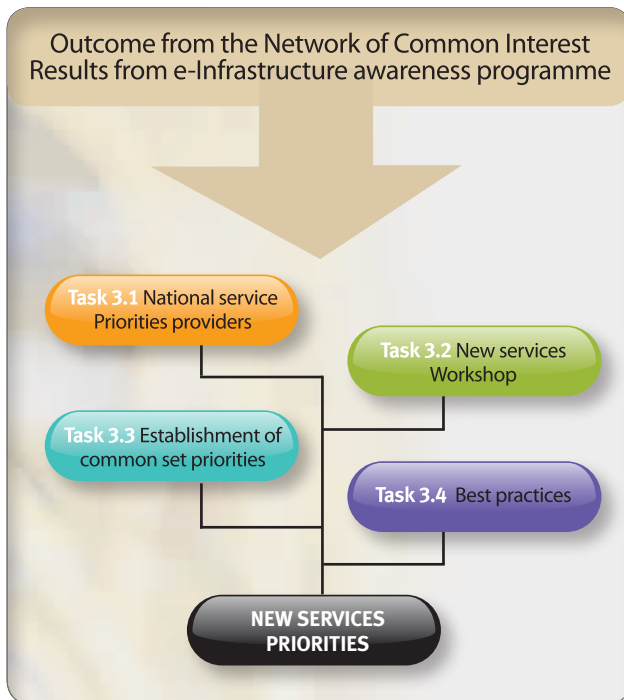 Outcome from the Network of Common Interest
Results from e-Infrastructure awareness programme
Task 3.1 National service
Priorities providers
Task 3.2 New services
Workshop
Task 3.3 Establishment of
common set priorities
Task 3.4 Best practices
NEW SERVICES
PRIORITIES